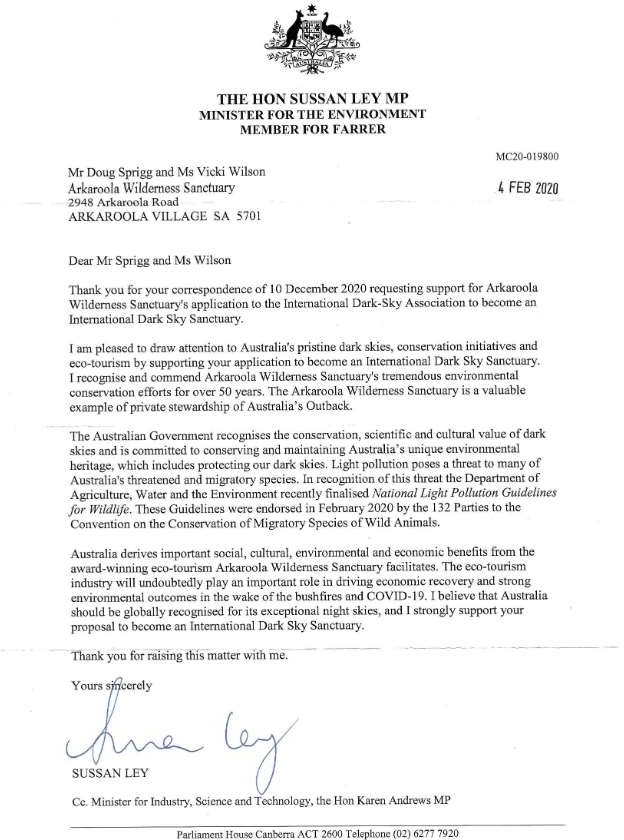 AUSTRALIA
THE HON SUSSAN LEY MP
MINISTER FOR THE ENVIRONMENT
MEMBER FOR FARRER
MC20-019800
Mr Doug Sprigg and Ms Vicki Wilson
Arkaroola Wilderness Sanctuary
4 FEB 2020
2948 Arkaroola Road
ARKAROOLA VILLAGE SA 5701
Dear Mr Sprigg and Ms Wilson
Thank you for your correspondence of 10 December 2020 requesting support for Arkaroola
Wilderness Sanctuary's application to the International Dark-Sky Association to become an
International Dark Sky Sanctuary.
I am pleased to draw attention to Australia's pristine dark skies, conservation initiatives and
eco-tourism by supporting your application to become an International Dark Sky Sanctuary.
I recognise and commend Arkaroola Wilderness Sanctuary's tremendous environmental
conservation efforts for over 50 years. The Arkaroola Wilderness Sanctuary is a valuable
example of private stewardship of Australia's Outback.
The Australian Government recognises the conservation, scientific and cultural value of dark
skies and is committed to conserving and maintaining Australia's unique environmental
heritage, which includes protecting our dark skies. Light pollution poses a threat to many of
Australia's threatened and migratory species. In recognition of this threat the Department of
Agriculture, Water and the Environment recently finalised National Light Pollution Guidelines
for Wildlife. These Guidelines were endorsed in February 2020 by the 132 Parties to the
Convention on the Conservation of Migratory Species of Wild Animals.
Australia derives important social, cultural, environmental and economic benefits from the
award-winning eco-tourism Arkaroola Wilderness Sanctuary facilitates. The eco-tourism
industry will undoubtedly play an important role in driving economic recovery and strong
environmental outcomes in the wake of the bushfires and COVID-19. I believe that Australia
should be globally recognised for its exceptional night skies, and I strongly support your
proposal to become an International Dark Sky Sanctuary.
Thank you for raising this matter with me.
Yours sincerely
Sussan Ley
SUSSAN LEY
Cc. Minister for Industry, Science and Technology, the Hon Karen Andrews MP
Parliament House Canberra ACT 2600 Telephone (02) 6277 7920